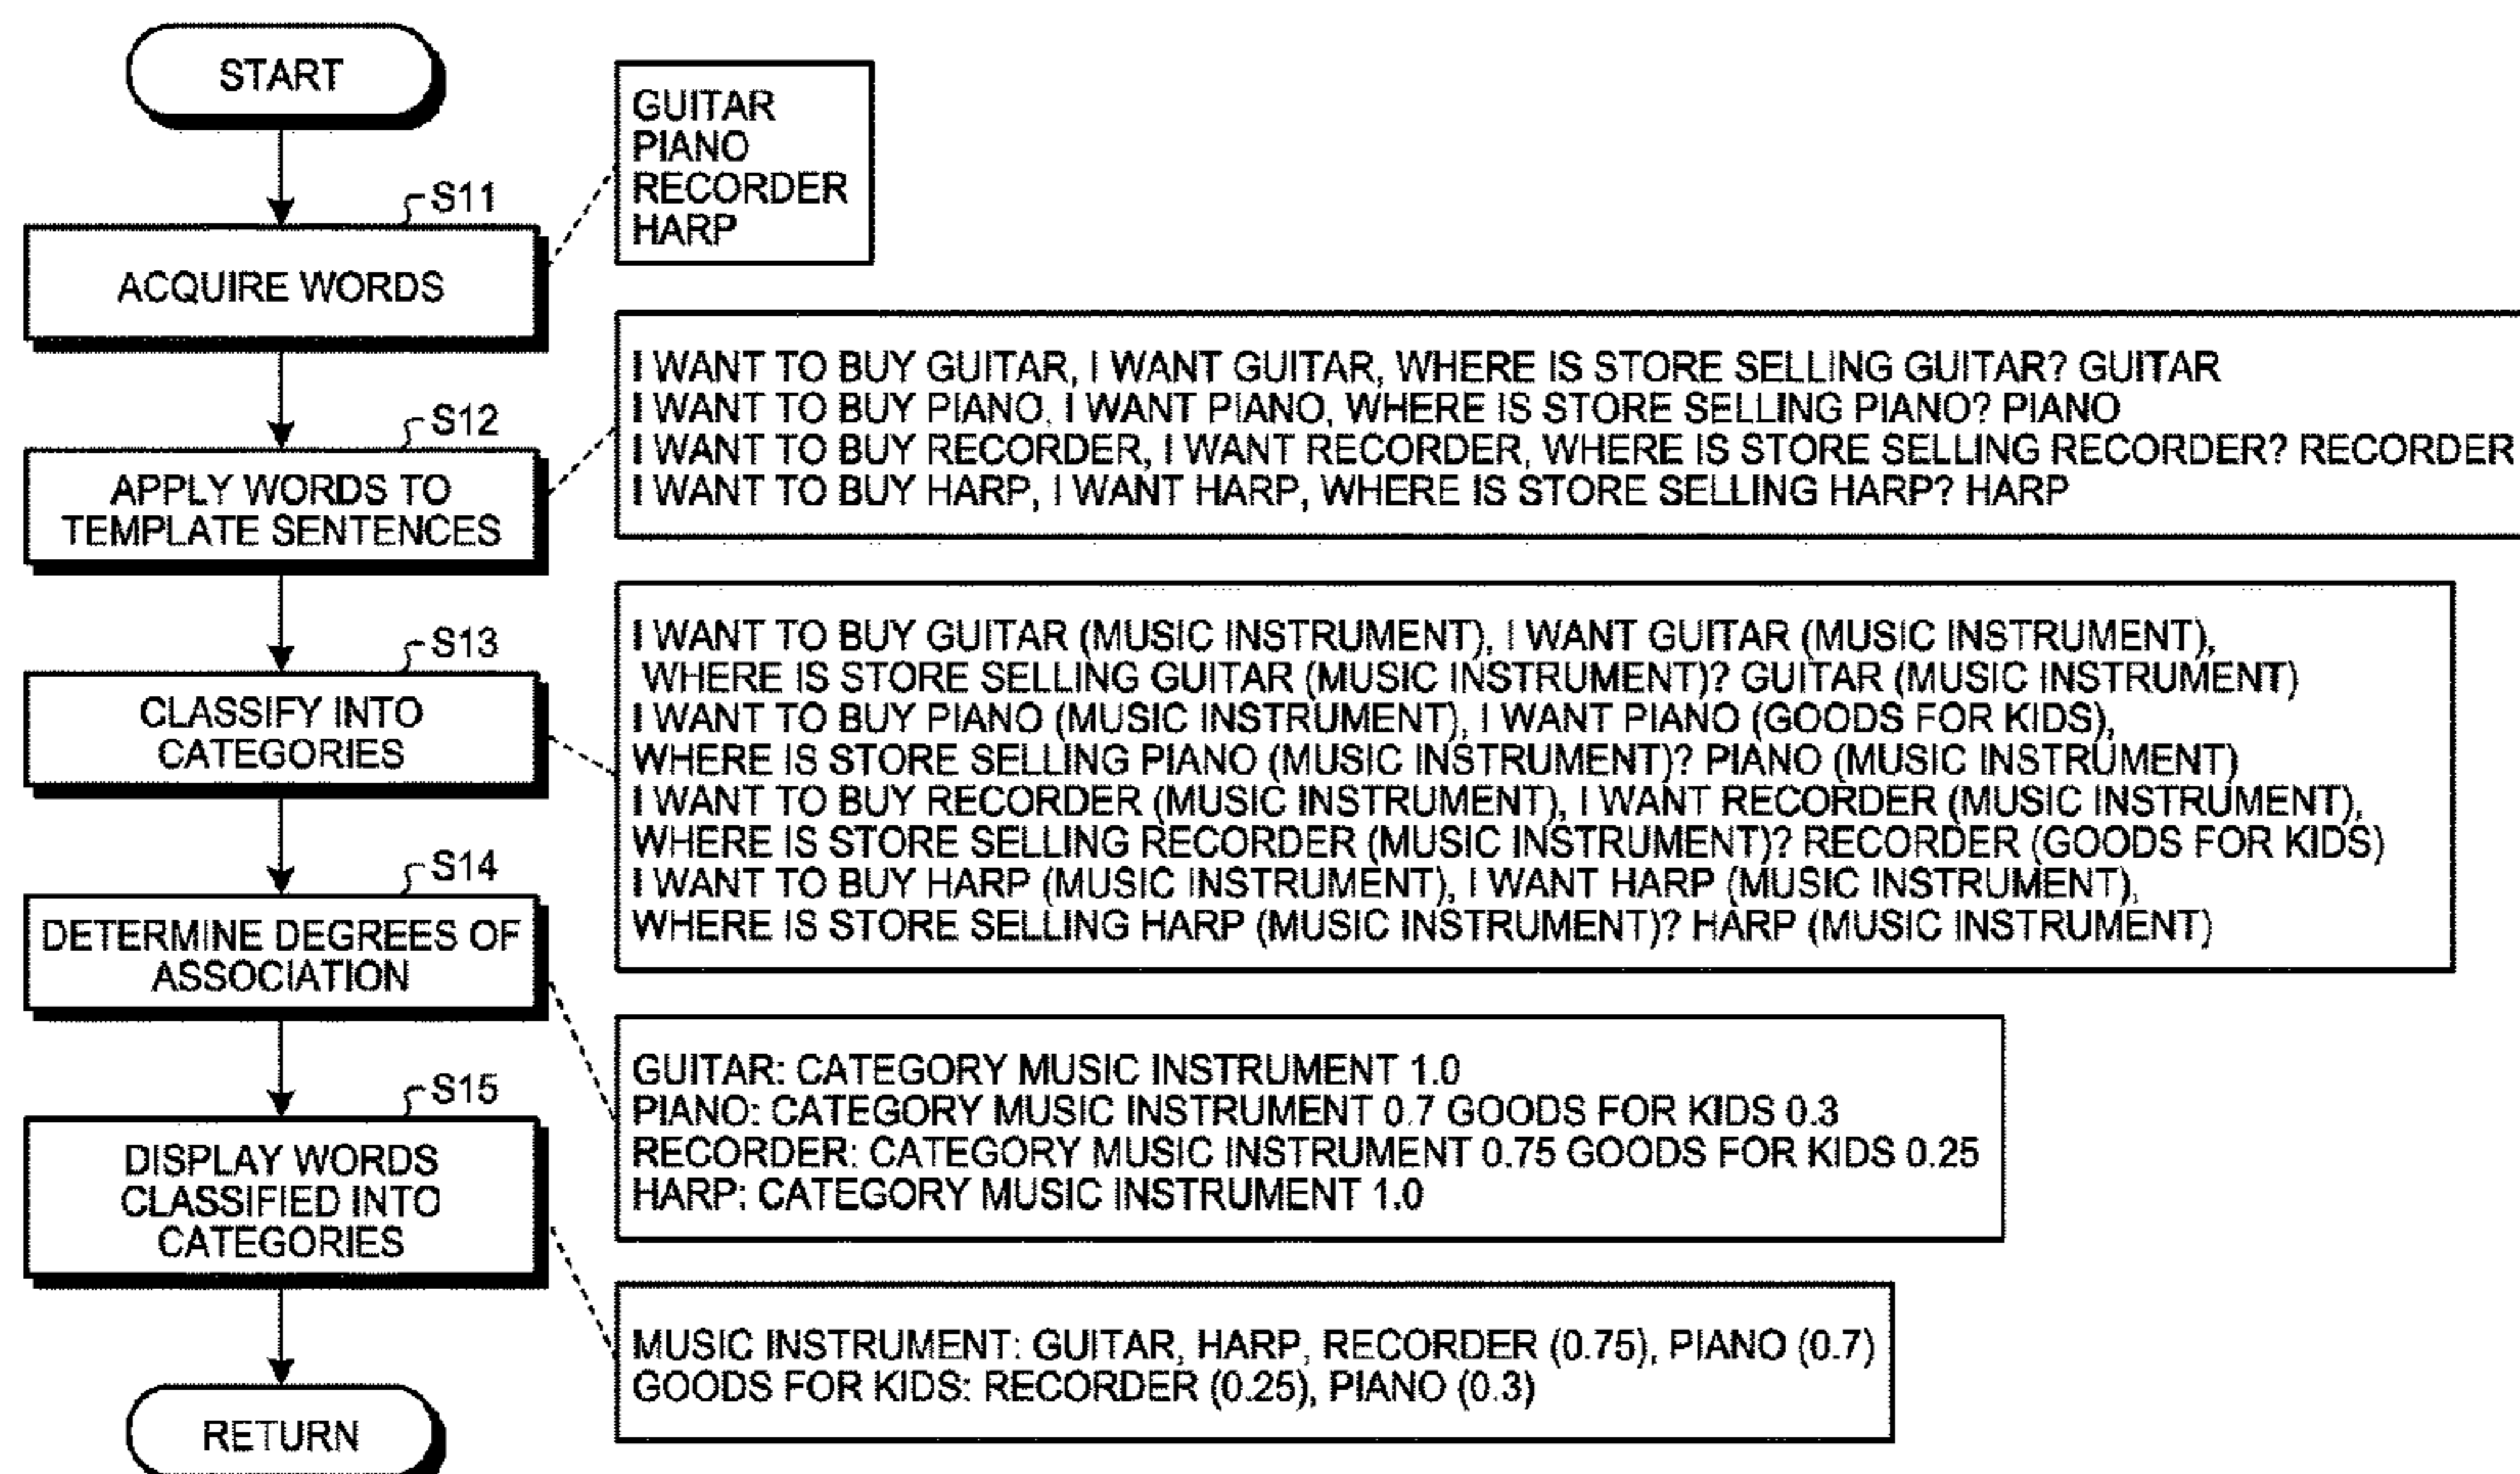 START
S11
ACQUIRE WORDS
GUITAR
PIANO
RECORDER
HARP
S12
APPLY WORDS TO
TEMPLATE SENTENCES
I WANT TO BUY GUITAR, I WANT GUITAR, WHERE IS STORE SELLING GUITAR? GUITAR
I WANT TO BUY PIANO, I WANT PIANO, WHERE IS STORE SELLING PIANO? PIANO
I WANT TO BUY RECORDER, I WANT RECORDER, WHERE IS STORE SELLING RECORDER? RECORDER
I WANT TO BUY HARP, I WANT HARP, WHERE IS STORE SELLING HARP? HARP
S13
CLASSIFY INTO
CATEGORIES
I WANT TO BUY GUITAR (MUSIC INSTRUMENT), I WANT GUITAR (MUSIC INSTRUMENT),
WHERE IS STORE SELLING GUITAR (MUSIC INSTRUMENT)? GUITAR (MUSIC INSTRUMENT)
I WANT TO BUY PIANO (MUSIC INSTRUMENT), I WANT PIANO (GOODS FOR KIDS),
WHERE IS STORE SELLING PIANO (MUSIC INSTRUMENT)? PIANO (MUSIC INSTRUMENT)
I WANT TO BUY RECORDER (MUSIC INSTRUMENT), I WANT RECORDER (MUSIC INSTRUMENT),
WHERE IS STORE SELLING RECORDER (MUSIC INSTRUMENT)? RECORDER (GOODS FOR KIDS)
I WANT TO BUY HARP (MUSIC INSTRUMENT), I WANT HARP (MUSIC INSTRUMENT),
WHERE IS STORE SELLING HARP (MUSIC INSTRUMENT)? HARP (MUSIC INSTRUMENT)
S14
DETERMINE DEGREES OF
ASSOCIATION
GUITAR: CATEGORY MUSIC INSTRUMENT 1.0
PIANO: CATEGORY MUSIC INSTRUMENT 0.7 GOODS FOR KIDS 0.3
RECORDER: CATEGORY MUSIC INSTRUMENT 0.75 GOODS FOR KIDS 0.25
HARP: CATEGORY MUSIC INSTRUMENT 1.0
S15
DISPLAY WORDS
CLASSIFIED INTO
CATEGORIES
MUSIC INSTRUMENT: GUITAR, HARP, RECORDER (0.75), PIANO (0.7)
GOODS FOR KIDS: RECORDER (0.25), PIANO (0.3)
RETURN